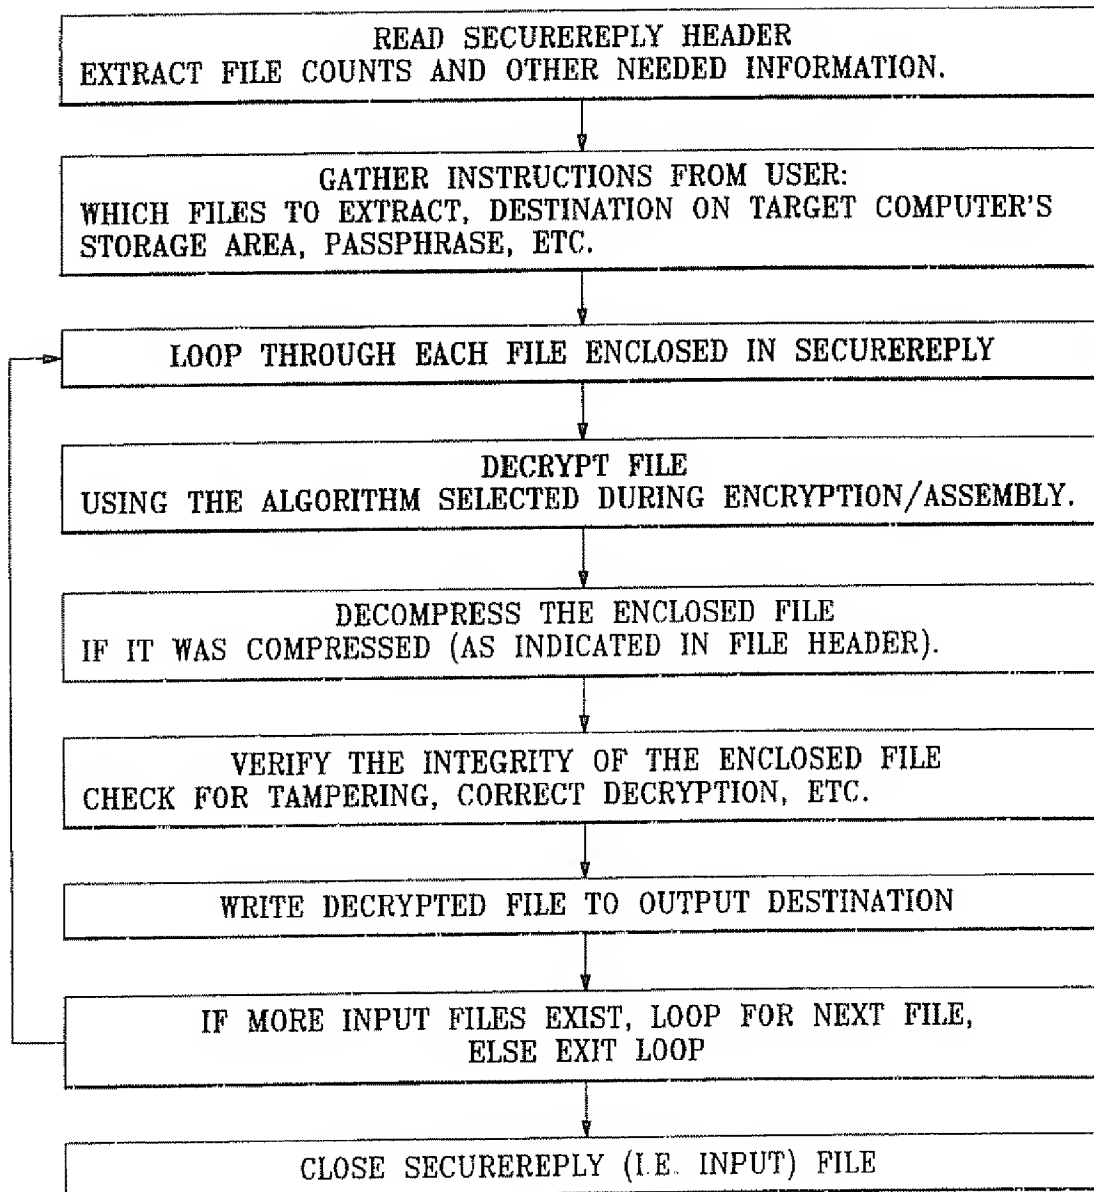 READ SECUREREPLY HEADER
EXTRACT FILE COUNTS AND OTHER NEEDED INFORMATION.
GATHER INSTRUCTIONS FROM USER:
WHICH FILES TO EXTRACT, DESTINATION ON TARGET COMPUTER'S
STORAGE AREA, PASSPHRASE, ETC.
LOOP THROUGH EACH FILE ENCLOSED IN SECUREREPLY
DECRYPT FILE
USING THE ALGORITHM SELECTED DURING ENCRYPTION/ASSEMBLY.
DECOMPRESS THE ENCLOSED FILE
IF IT WAS COMPRESSED (AS INDICATED IN FILE HEADER).
VERIFY THE INTEGRITY OF THE ENCLOSED FILE
CHECK FOR TAMPERING, CORRECT DECRYPTION, ETC.
WRITE DECRYPTED FILE TO OUTPUT DESTINATION
IF MORE INPUT FILES EXIST, LOOP FOR NEXT FILE,
ELSE EXIT LOOP
CLOSE SECUREREPLY (I.E. INPUT) FILE